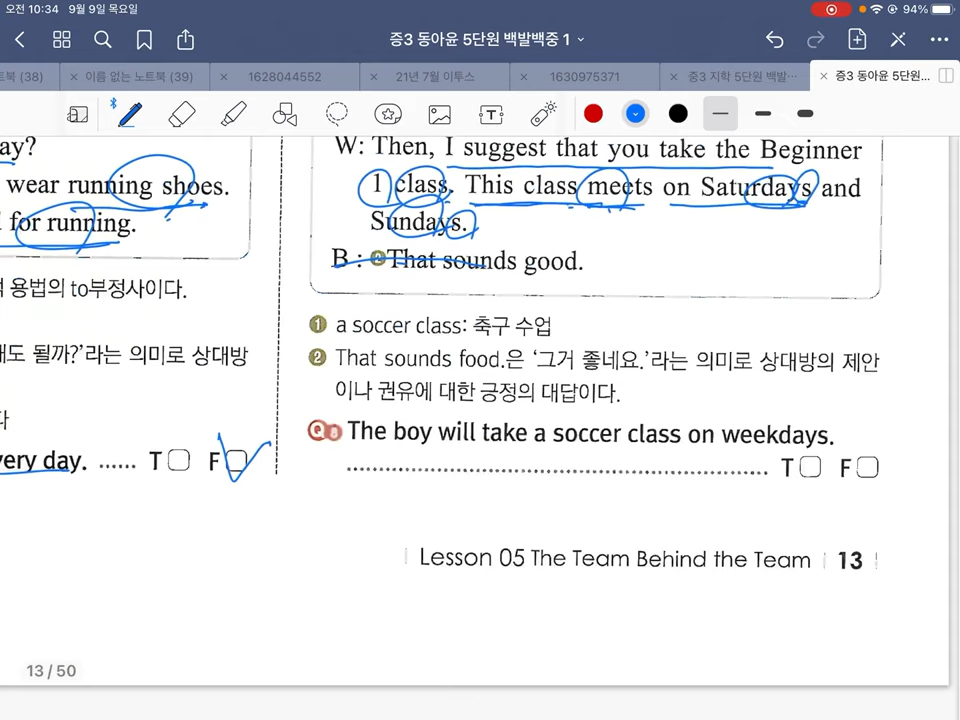 오전 10:34 9월 9일 목요일
94%
증3 동아윤 5단원 백발백중 1
트북 (38)
이름 없는 노트북 (39)
1628044552
21년 7월 이투스
1630975371
중3 지학 5단원 백발···
증3 동아윤 5단원...
ay?
wear running shoes.
for running.
용법의 to부정사이다.
해도 될까?'라는 의미로 상대방
다
very day. ...... T F
W: Then, I suggest that you take the Beginner
1 class. This class meets on Saturdays and
Sundays.
B : ❷That sounds good.
❶ a soccer class: 축구 수업
❷ That sounds food.은 '그거 좋네요.'라는 의미로 상대방의 제안
이나 권유에 대한 긍정의 대답이다.
Q8 The boy will take a soccer class on weekdays.
T F
Lesson 05 The Team Behind the Team 13
13 / 50